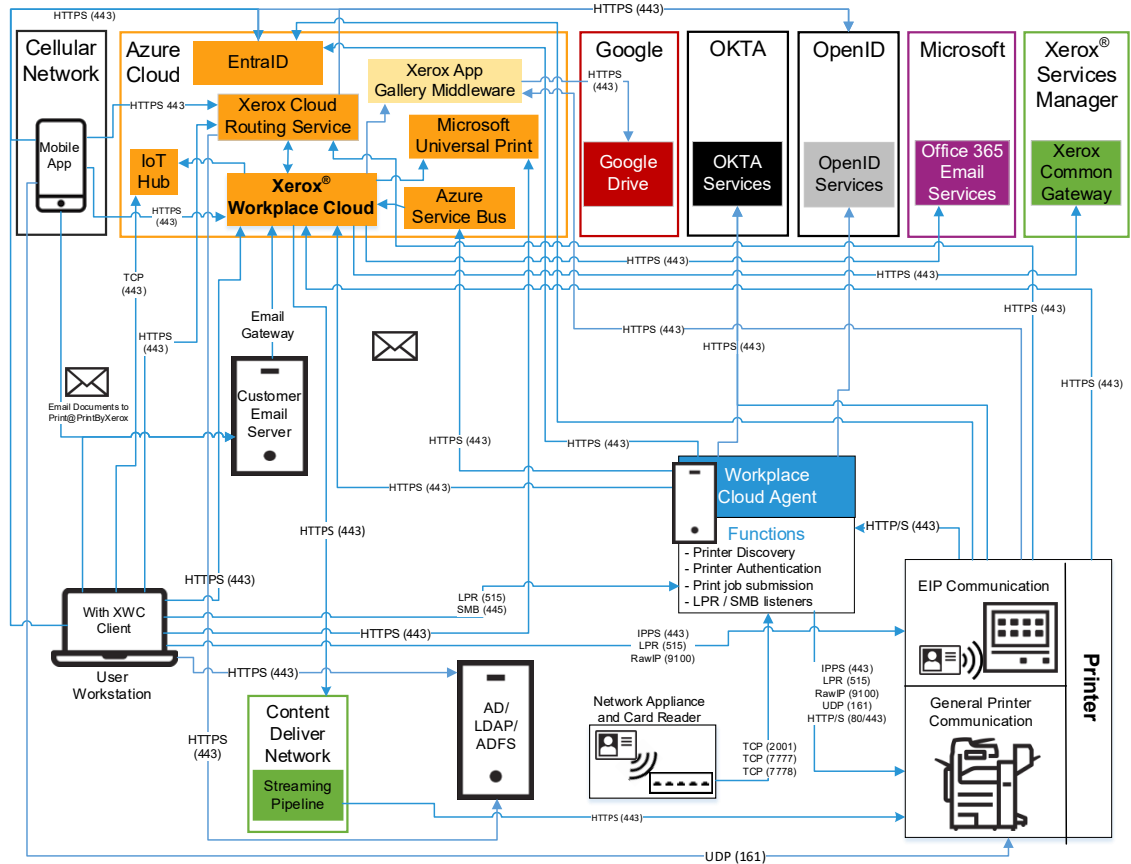 HTTPS (443)
HTTPS (443)
Cellular
Network
Mobile
App
Azure
Cloud
EntraID
Xerox App
Gallery Middleware
HTTPS
(443)
HTTPS 443
Xerox Cloud
Routing Service
Microsoft
Universal Print
IoT
Hub
Xerox®
Workplace Cloud
Azure
Service Bus
HTTPS
(443)
Google
Google
Drive
OKTA
OKTA
Services
OpenID
OpenID
Services
Microsoft
Office 365
Email
Services
Xerox®
Services
Manager
Xerox
Common
Gateway
HTTPS (443)
HTTPS (443)
TCP
(443)
HTTPS
(443)
HTTPS
(443)
Email
Gateway
HTTPS (443)
HTTPS (443)
HTTPS (443)
Email Documents to
Print@PrintByXerox
Customer
Email
Server
HTTPS (443)
HTTPS (443)
HTTPS (443)
Workplace
Cloud Agent
HTTPS (443)
HTTPS (443)
HTTP/S (443)
Functions
- Printer Discovery
- Printer Authentication
- Print job submission
- LPR / SMB listeners
HTTPS (443)
LPR (515)
SMB (445)
HTTPS (443)
With XWC
Client
User
Workstation
HTTPS (443)
IPPS (443)
LPR (515)
RawIP (9100)
EIP Communication
Printer
IPPS (443)
LPR (515)
RawIP (9100)
UDP (161)
HTTP/S (80/443)
General Printer
Communication
Network Appliance
and Card Reader
TCP (2001)
TCP (7777)
TCP (7778)
AD/
LDAP/
ADFS
HTTPS
(443)
Content
Deliver
Network
Streaming
Pipeline
HTTPS (443)
UDP (161)